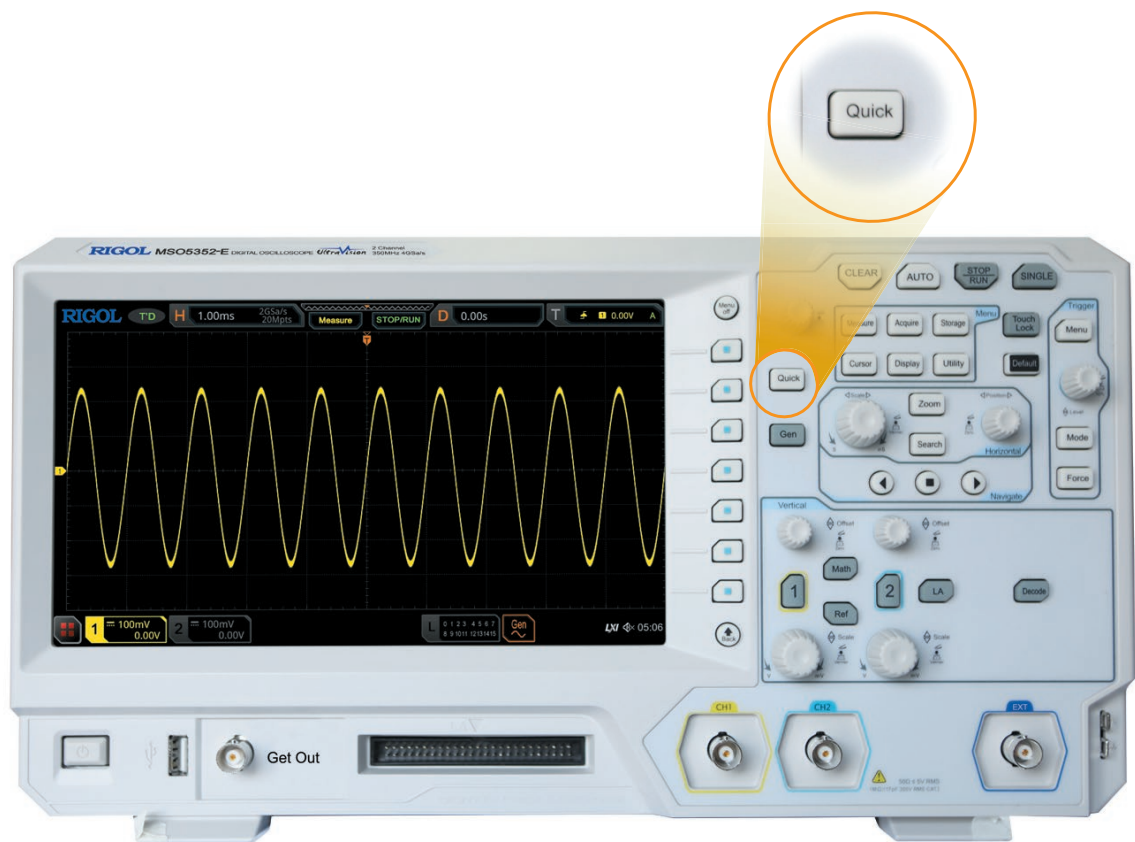 Quick
RIGOL MSO5352-E DIGITAL OSCILLOSCOPE UltraVision 2 Channel
350MHz 4GSa/s
CLEAR AUTO STOP
RUN
SINGLE
RIGOL T'D H 1.00ms 2GSa/s
20Mpts
Measure STOP/RUN D 0.00s T 1 0.00V A
Menu
off
Measure Acquire Storage Menu
Touch
Lock
Trigger
Menu
Quick
Cursor Display Utility
Default
Scale Zoom Position
Level
Gen
Search
Horizontal
Mode
Force
Navigate
Vertical
Offset Offset
Math
1 2 LA Decode
Ref
Scale Scale
1
1 100mV
0.00V
2 100mV
0.00V
L 0 1 2 3 4 5 6 7
8 9 10 11 12 13 14 15
Gen
LXI 05:06
Back
CH1 CH2 EXT
Get Out